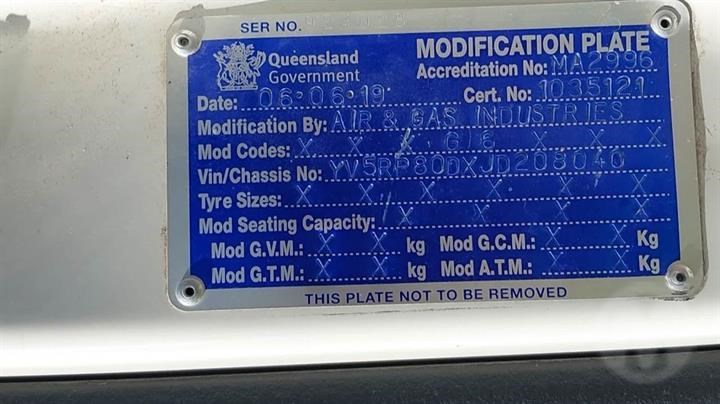 SER NO.
Queensland Government
MODIFICATION PLATE
Accreditation No: MA2996
Date: 06·06·19 Cert. No: 1035121
Modification By: AIR & GAS INDUSTRIES
Mod Codes: X X X G16 X X X
Vin/Chassis No: YV5RP80DXJD208040
Tyre Sizes: X X X X X X
Mod Seating Capacity: X X X X
Mod G.V.M.: X X kg Mod G.C.M.: X X Kg
Mod G.T.M.: X X kg Mod A.T.M.: X X Kg
THIS PLATE NOT TO BE REMOVED